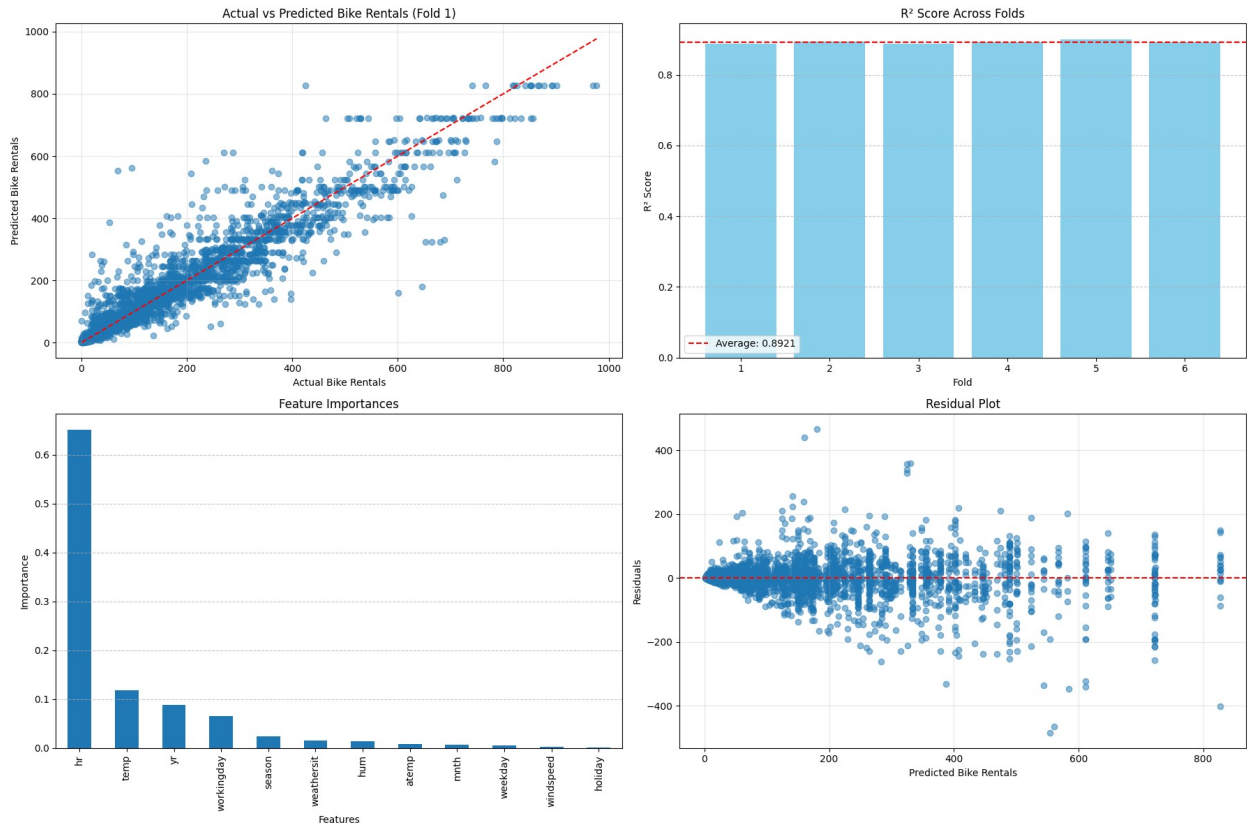 Actual vs Predicted Bike Rentals (Fold 1)
Predicted Bike Rentals
1000
800
600
400
200
0
0 200 400 600 800 1000
Actual Bike Rentals
R² Score Across Folds
R² Score
0.8
0.6
0.4
0.2
0.0
Average: 0.8921
1 2 3 4 5 6
Fold
Feature Importances
Importance
0.6
0.5
0.4
0.3
0.2
0.1
0.0
hr temp yr workingday season weathersit hum atemp mnth weekday windspeed holiday
Features
Residual Plot
Residuals
400
200
0
−200
−400
0 200 400 600 800
Predicted Bike Rentals